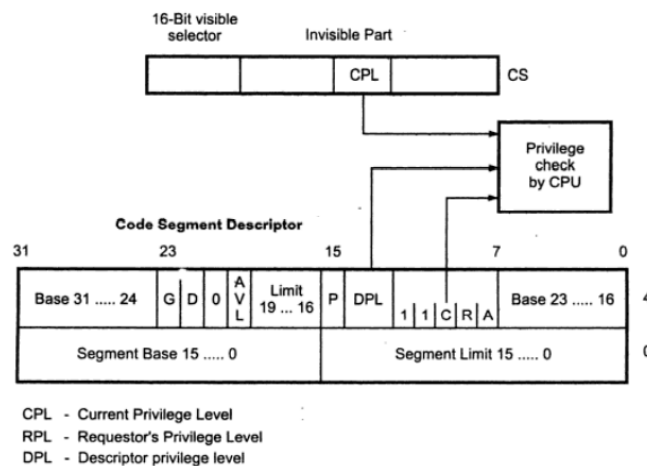 16-Bit visible
selector
Invisible Part
CPL
CS
Privilege
check
by CPU
Code Segment Descriptor
31 23 15 7 0
Base 31 ..... 24 G D 0 AVL Limit 19 ... 16 P DPL 1 1 C R A Base 23 ..... 16 4
Segment Base 15 ..... 0 Segment Limit 15 ..... 0 0
CPL - Current Privilege Level
RPL - Requestor's Privilege Level
DPL - Descriptor privilege level